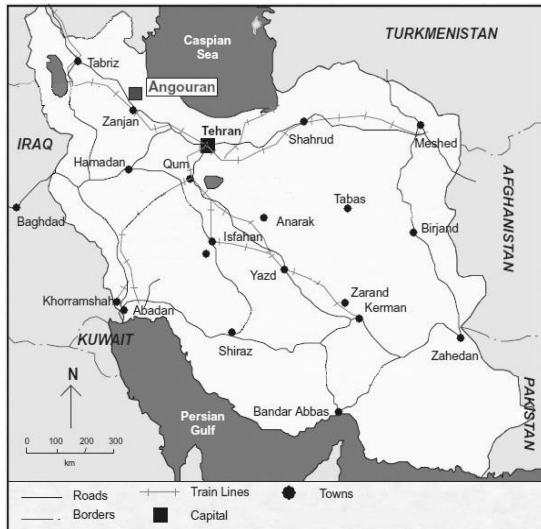 Caspian
Sea
TURKMENISTAN
Tabriz
Angouran
Zanjan
Tehran
Shahrud
Meshed
IRAQ
Hamadan
Qum
AFGHANISTAN
Baghdad
Anarak
Tabas
Birjand
Isfahan
Yazd
Khorramshah
Abadan
Zarand
Kerman
KUWAIT
Shiraz
Zahedan
N
PAKISTAN
Persian
Gulf
Bandar Abbas
0 100 200 300
km
Roads
Train Lines
Towns
Borders
Capital